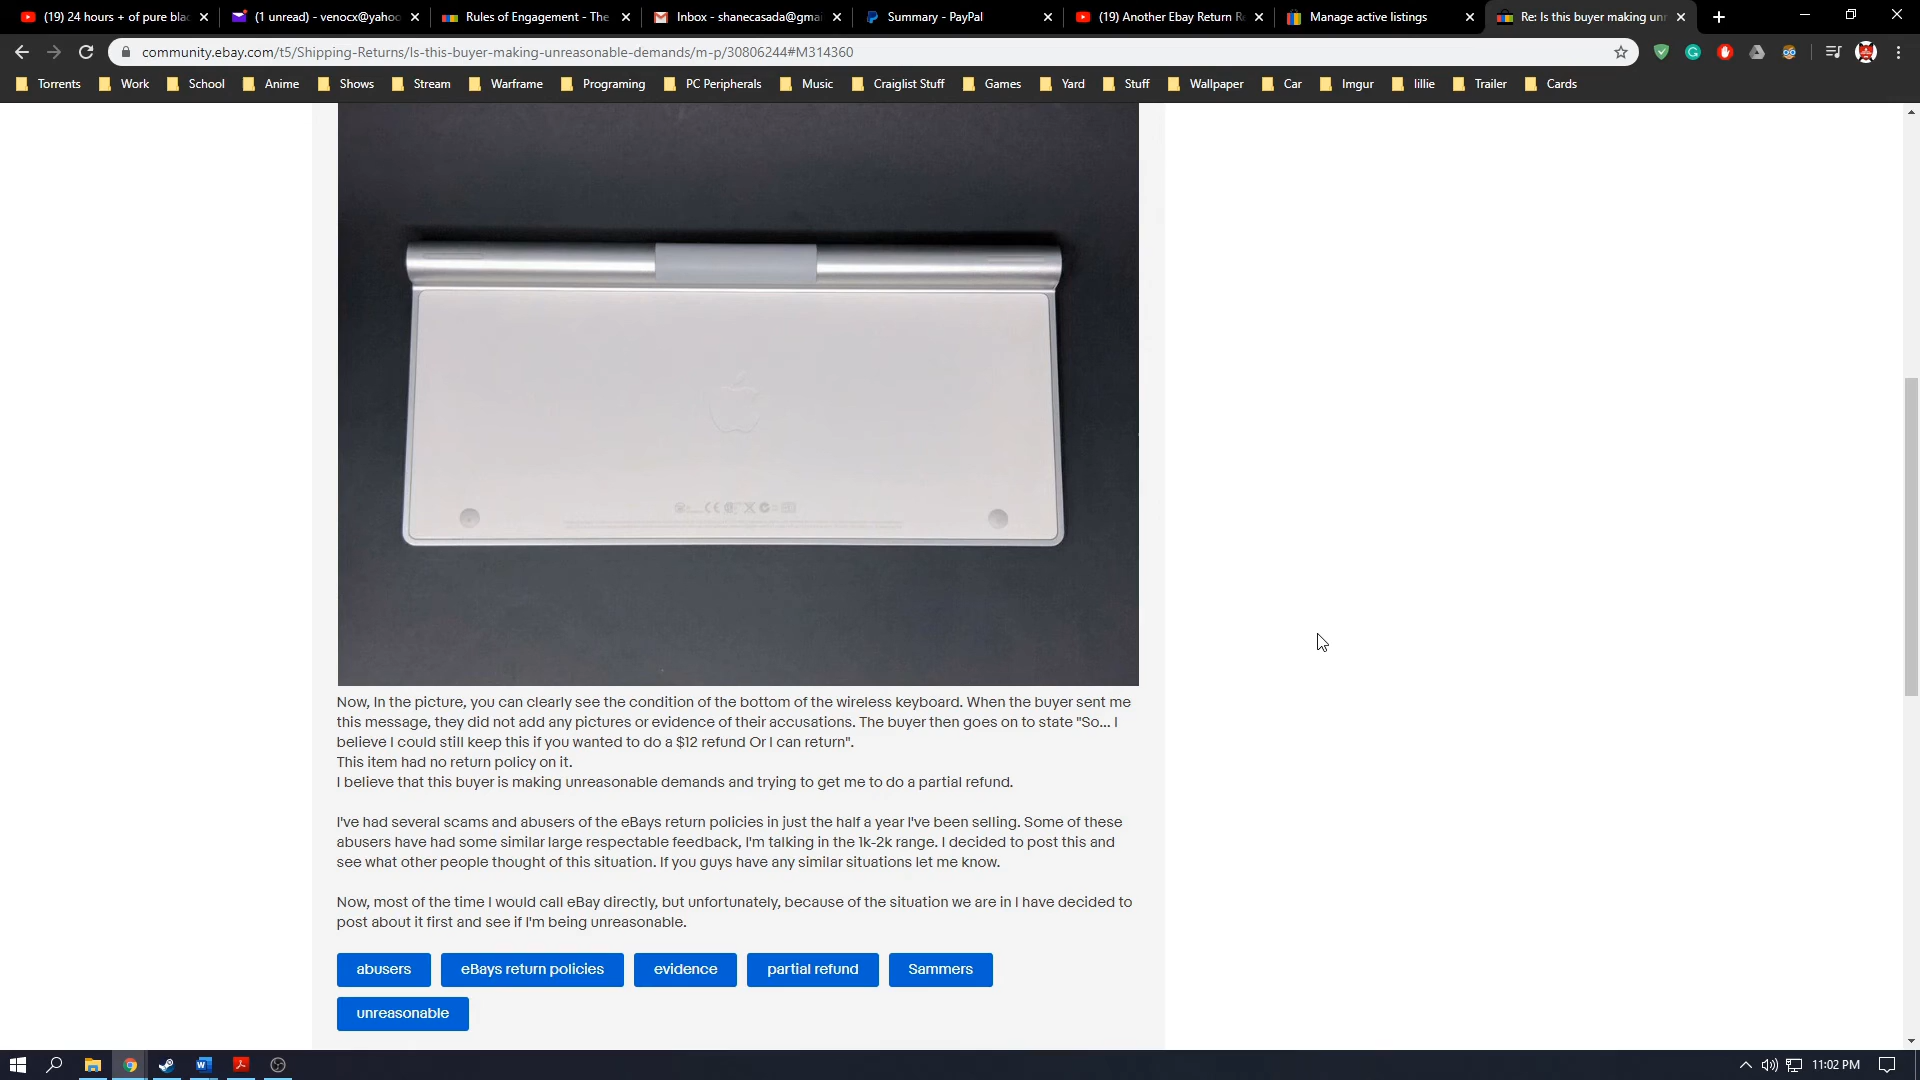 (19) 24 hours + of pure blac
(1 unread) - venocx@yahoo
Rules of Engagement - The
Inbox - shanecasada@gmai
Summary - PayPal
(19) Another Ebay Return R
Manage active listings
Re: Is this buyer making unr
community.ebay.com/t5/Shipping-Returns/Is-this-buyer-making-unreasonable-demands/m-p/30806244#M314360
Torrents Work School Anime Shows Stream Warframe Programing PC Peripherals Music Craiglist Stuff Games Yard Stuff Wallpaper Car Imgur lillie Trailer Cards
Now, In the picture, you can clearly see the condition of the bottom of the wireless keyboard. When the buyer sent me
this message, they did not add any pictures or evidence of their accusations. The buyer then goes on to state "So... I
believe I could still keep this if you wanted to do a $12 refund Or I can return".
This item had no return policy on it.
I believe that this buyer is making unreasonable demands and trying to get me to do a partial refund.
I've had several scams and abusers of the eBays return policies in just the half a year I've been selling. Some of these
abusers have had some similar large respectable feedback, I'm talking in the 1k-2k range. I decided to post this and
see what other people thought of this situation. If you guys have any similar situations let me know.
Now, most of the time I would call eBay directly, but unfortunately, because of the situation we are in I have decided to
post about it first and see if I'm being unreasonable.
abusers eBays return policies evidence partial refund Sammers
unreasonable
11:02 PM